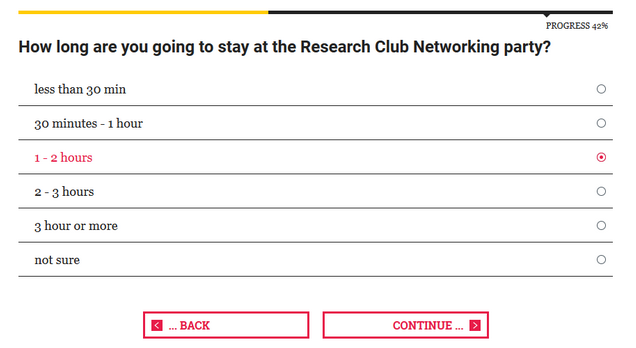 PROGRESS 42%
How long are you going to stay at the Research Club Networking party?
less than 30 min
30 minutes - 1 hour
1 - 2 hours
2 - 3 hours
3 hour or more
not sure
... BACK
CONTINUE ...